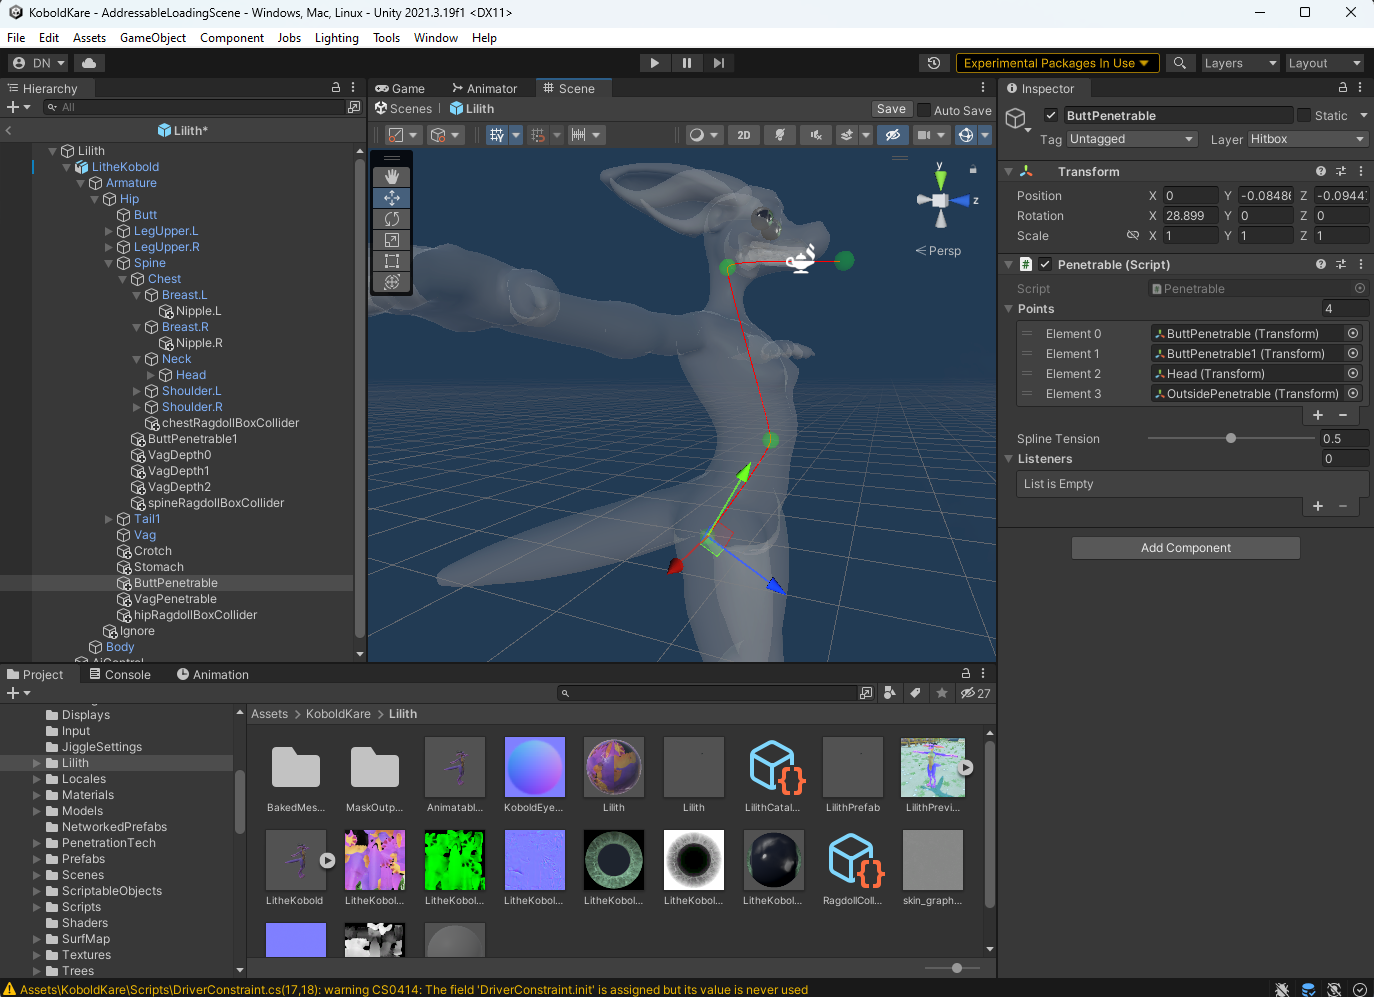 KoboldKare - AddressableLoadingScene - Windows, Mac, Linux - Unity 2021.3.19f1 <DX11>
File Edit Assets GameObject Component Jobs Lighting Tools Window Help
DN
Experimental Packages In Use
Layers
Layout
Hierarchy
All
Lilith*
Lilith
LitheKobold
Armature
Hip
Butt
LegUpper.L
LegUpper.R
Spine
Chest
Breast.L
Nipple.L
Breast.R
Nipple.R
Neck
Head
Shoulder.L
Shoulder.R
chestRagdollBoxCollider
ButtPenetrable1
VagDepth0
VagDepth1
VagDepth2
spineRagdollBoxCollider
Tail1
Vag
Crotch
Stomach
ButtPenetrable
VagPenetrable
hipRagdollBoxCollider
Ignore
Body
Game Animator Scene
Scenes Lilith Save Auto Save
2D
y
z
Persp
Inspector
ButtPenetrable Static
Tag Untagged Layer Hitbox
Transform
Position X 0 Y -0.0848 Z -0.0944
Rotation X 28.899 Y 0 Z 0
Scale X 1 Y 1 Z 1
Penetrable (Script)
Script Penetrable
Points 4
Element 0 ButtPenetrable (Transform)
Element 1 ButtPenetrable1 (Transform)
Element 2 Head (Transform)
Element 3 OutsidePenetrable (Transform)
+ −
Spline Tension 0.5
Listeners 0
List is Empty
+ −
Add Component
Project Console Animation
27
Displays
Input
JiggleSettings
Lilith
Locales
Materials
Models
NetworkedPrefabs
PenetrationTech
Prefabs
Scenes
ScriptableObjects
Scripts
Shaders
SurfMap
Textures
Trees
Assets > KoboldKare > Lilith
BakedMes... MaskOutp... Animatabl... KoboldEye... Lilith Lilith LilithCatal... LilithPrefab LilithPrevi...
LitheKobold LitheKobol... LitheKobol... LitheKobol... LitheKobol... LitheKobol... LitheKobol... RagdollColl... skin_graph...
Assets\KoboldKare\Scripts\DriverConstraint.cs(17,18): warning CS0414: The field 'DriverConstraint.init' is assigned but its value is never used